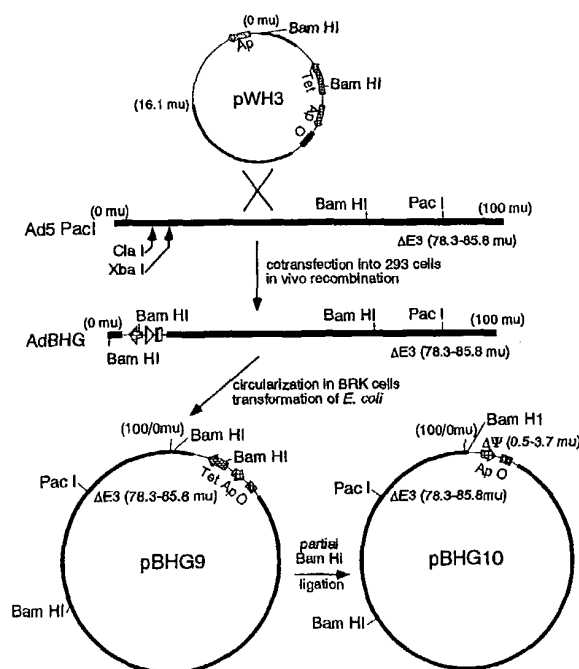 (0 mu)
Bam HI
Ap
Tet
Bam HI
pWH3
(16.1 mu)
Ap
O
(0 mu)
Bam HI
Pac I
(100 mu)
Ad5 PacI
Cla I
Xba I
ΔE3 (78.3-85.8 mu)
cotransfection into 293 cells
in vivo recombination
(0 mu)
Bam HI
Bam HI
(100 mu)
AdBHG
Bam HI
ΔE3 (78.3-85.8 mu)
circularization in BRK cells
transformation of E. coli
(100/0mu)
Bam HI
Bam HI
Tet Ap O
Pac I
ΔE3 (78.3-85.8 mu)
pBHG9
Bam HI
partial
Bam HI
ligation
Bam H1
(100/0mu)
ΔΨ (0.5-3.7 mu)
Ap O
Pac I
ΔE3 (78.3-85.8mu)
pBHG10
Bam HI